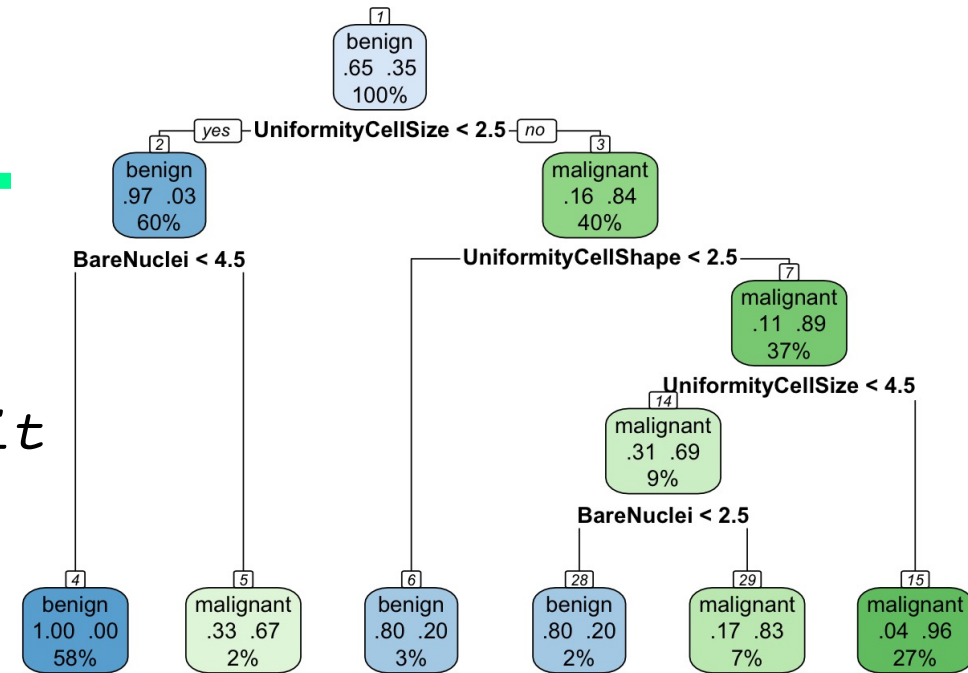 1
benign
.65 .35
100%
yes UniformityCellSize < 2.5 no
2
benign
.97 .03
60%
3
malignant
.16 .84
40%
BareNuclei < 4.5
UniformityCellShape < 2.5
7
malignant
.11 .89
37%
UniformityCellSize < 4.5
14
malignant
.31 .69
9%
BareNuclei < 2.5
4
benign
1.00 .00
58%
5
malignant
.33 .67
2%
6
benign
.80 .20
3%
28
benign
.80 .20
2%
29
malignant
.17 .83
7%
15
malignant
.04 .96
27%